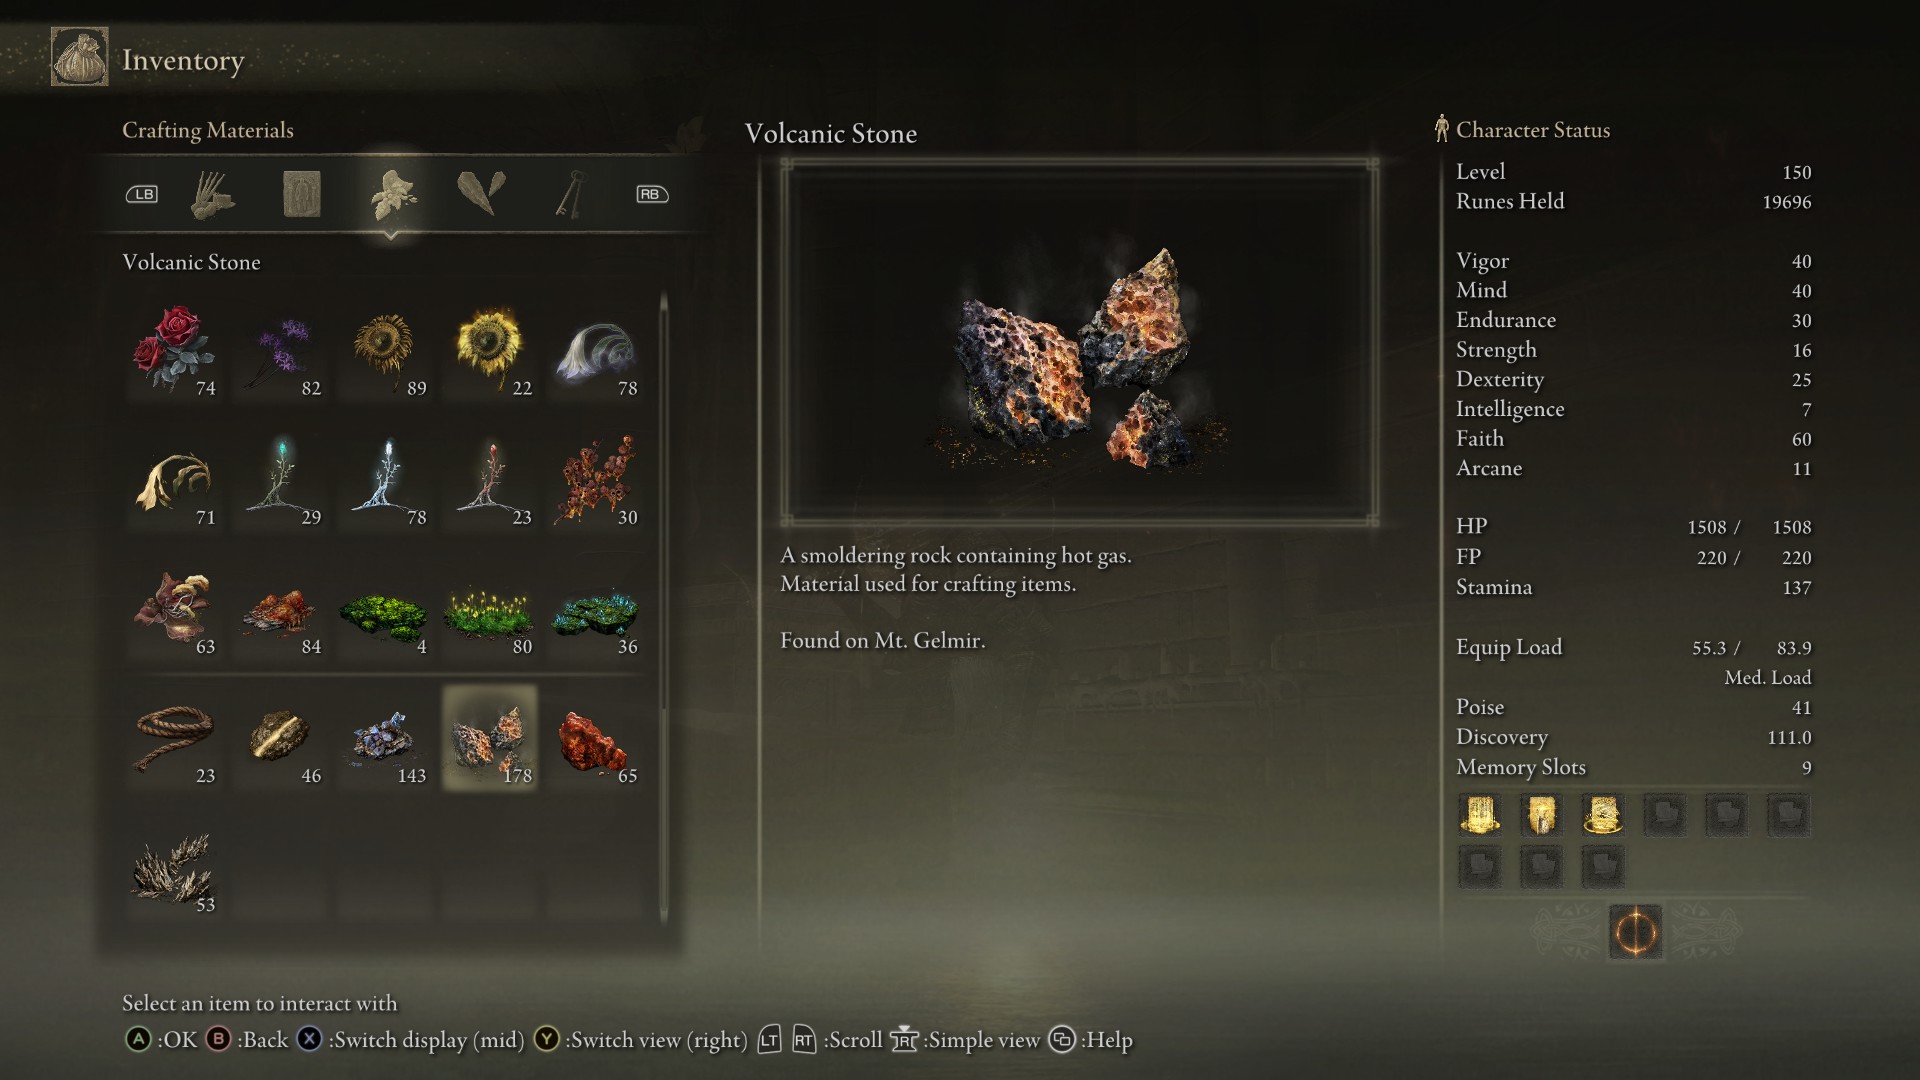 Inventory
Crafting Materials
LB
RB
Volcanic Stone
74 82 89 22 78
71 29 78 23 30
63 84 4 80 36
23 46 143 178 65
53
Volcanic Stone
A smoldering rock containing hot gas.
Material used for crafting items.
Found on Mt. Gelmir.
Character Status
Level 150
Runes Held 19696
Vigor 40
Mind 40
Endurance 30
Strength 16
Dexterity 25
Intelligence 7
Faith 60
Arcane 11
HP 1508 / 1508
FP 220 / 220
Stamina 137
Equip Load 55.3 / 83.9
Med. Load
Poise 41
Discovery 111.0
Memory Slots 9
Select an item to interact with
A :OK B :Back X :Switch display (mid) Y :Switch view (right) LT RT :Scroll R :Simple view :Help